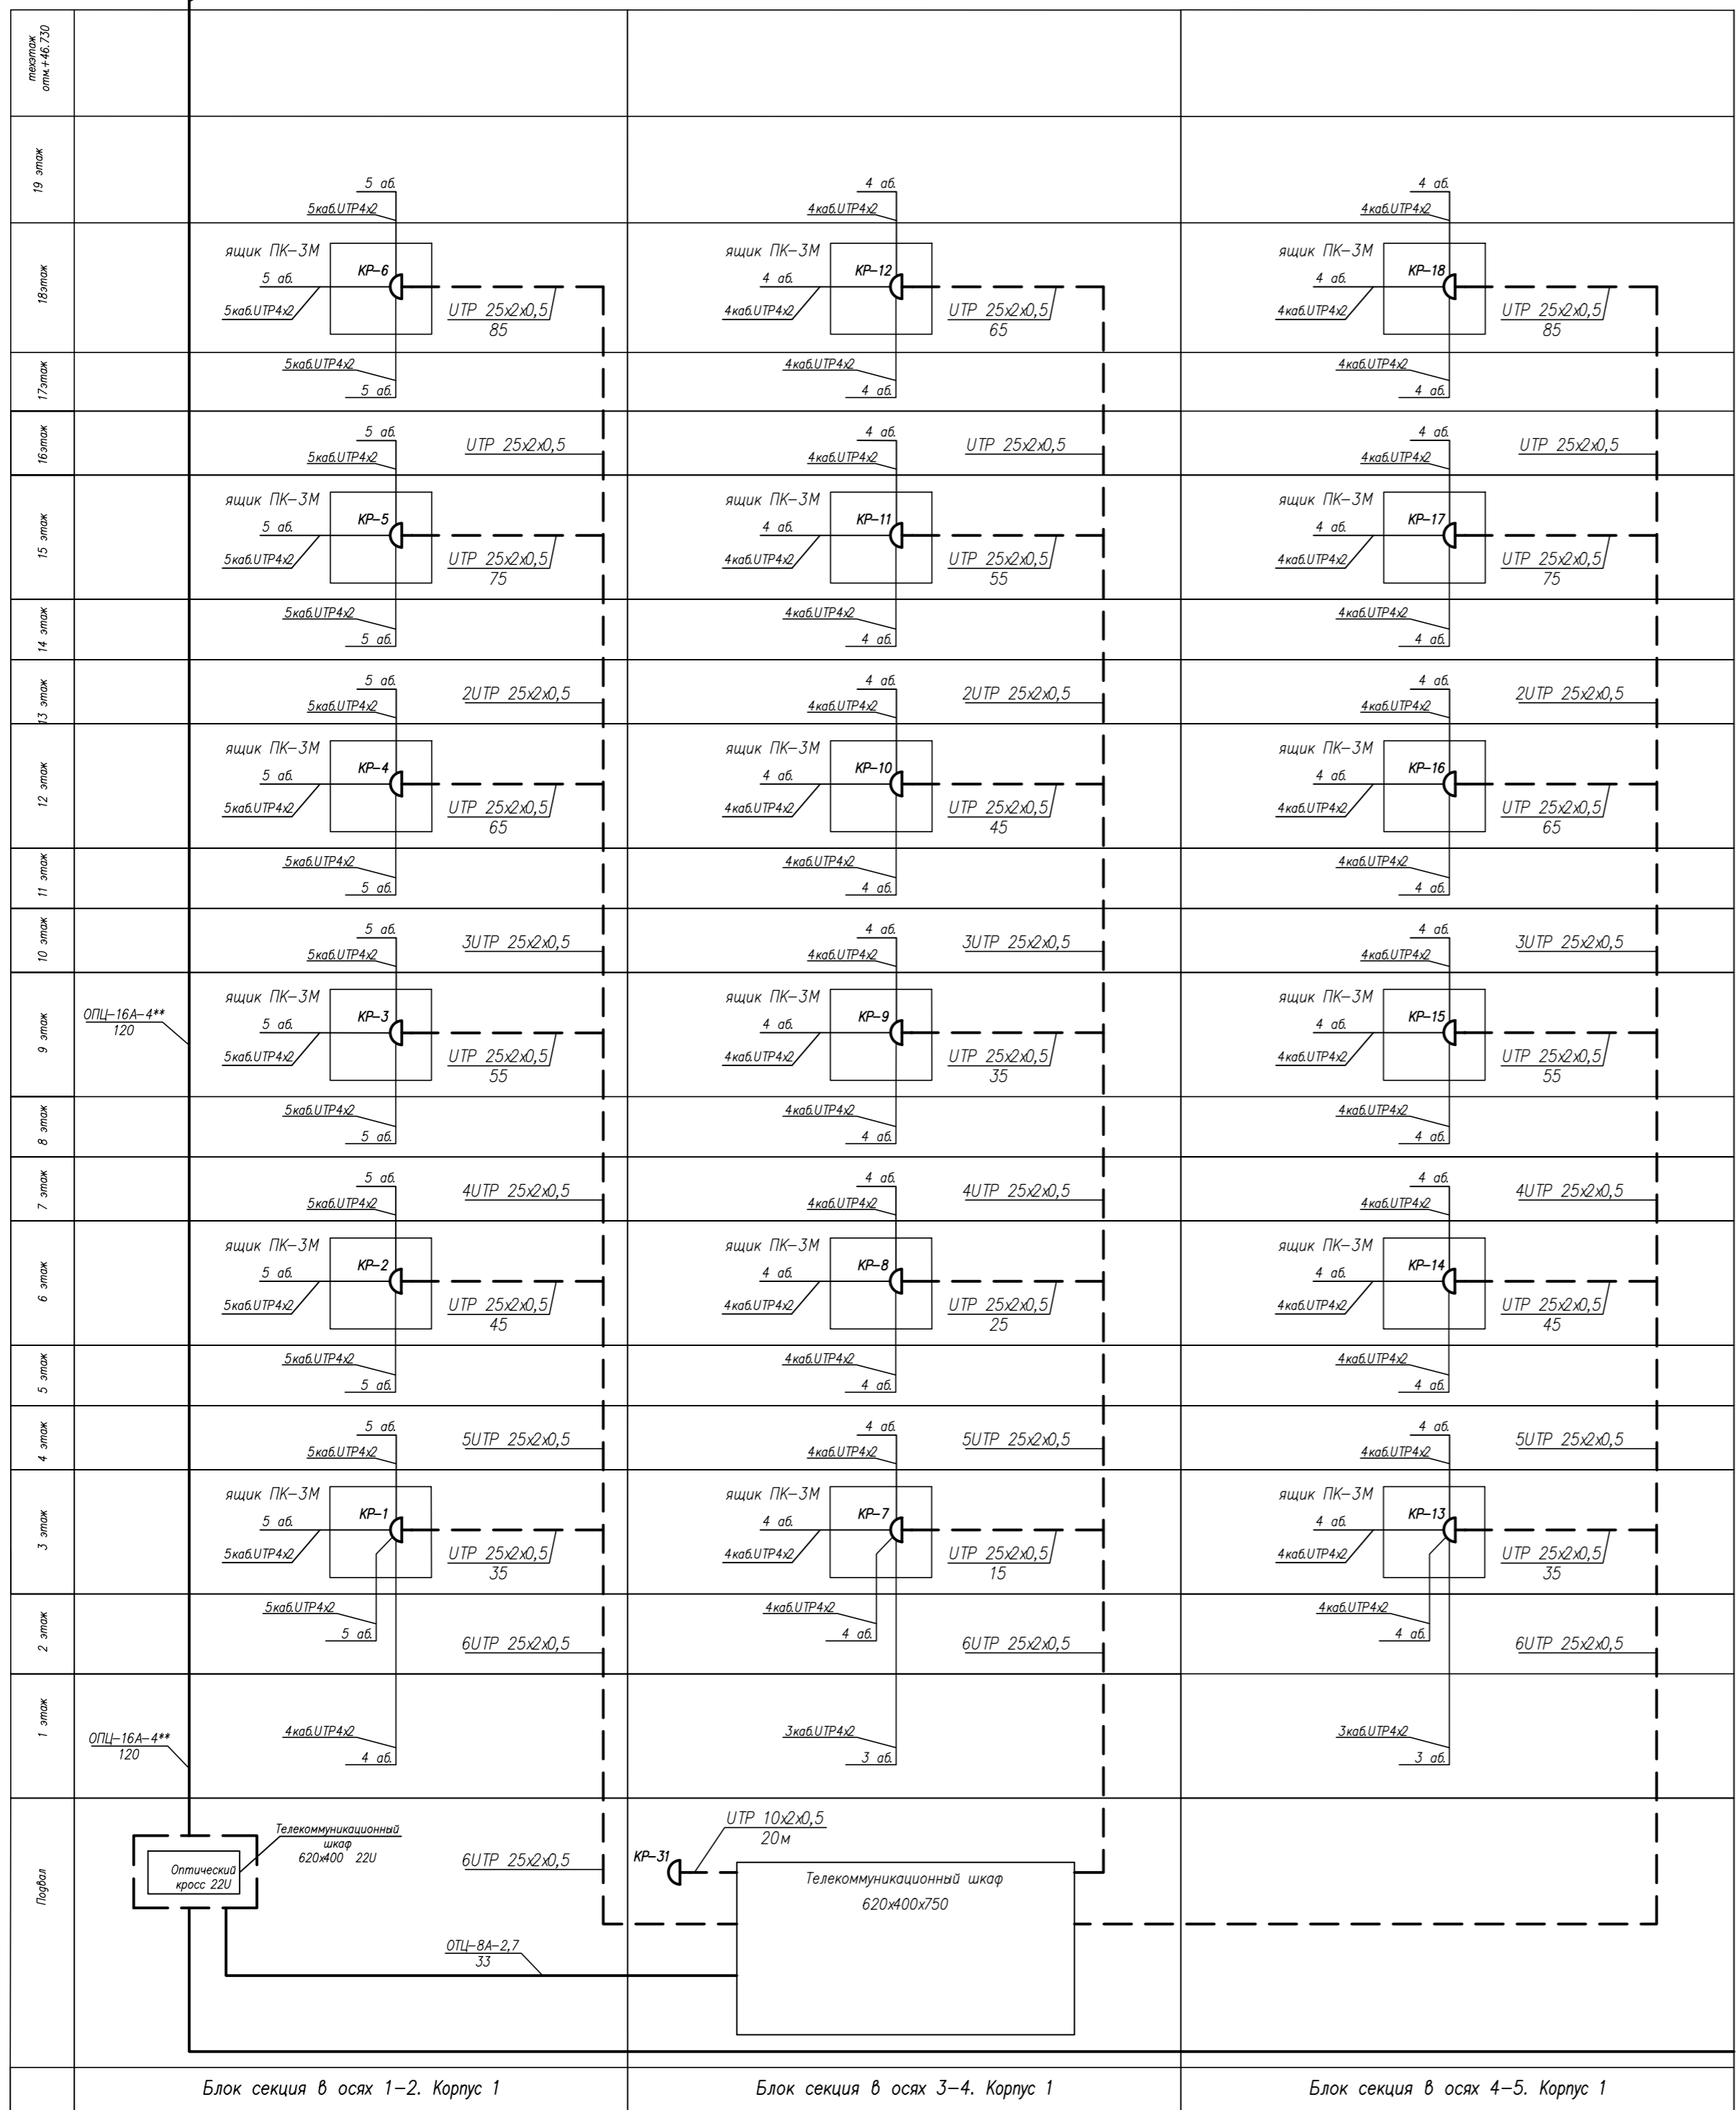 техэтаж
отм.+46.730
19 этаж
5 аб.
5каб.UTP4x2
4 аб.
4каб.UTP4x2
4 аб.
4каб.UTP4x2
18этаж
ящик ПК-3М
КР-6
5 аб.
5каб.UTP4x2
UTP 25x2x0,5
85
ящик ПК-3М
КР-12
4 аб.
4каб.UTP4x2
UTP 25x2x0,5
65
ящик ПК-3М
КР-18
4 аб.
4каб.UTP4x2
UTP 25x2x0,5
85
17этаж
5каб.UTP4x2
5 аб.
4каб.UTP4x2
4 аб.
4каб.UTP4x2
4 аб.
16этаж
5 аб.
5каб.UTP4x2
UTP 25x2x0,5
4 аб.
4каб.UTP4x2
UTP 25x2x0,5
4 аб.
4каб.UTP4x2
UTP 25x2x0,5
15 этаж
ящик ПК-3М
КР-5
5 аб.
5каб.UTP4x2
UTP 25x2x0,5
75
ящик ПК-3М
КР-11
4 аб.
4каб.UTP4x2
UTP 25x2x0,5
55
ящик ПК-3М
КР-17
4 аб.
4каб.UTP4x2
UTP 25x2x0,5
75
14 этаж
5каб.UTP4x2
5 аб.
4каб.UTP4x2
4 аб.
4каб.UTP4x2
4 аб.
13 этаж
5 аб.
5каб.UTP4x2
2UTP 25x2x0,5
4 аб.
4каб.UTP4x2
2UTP 25x2x0,5
4 аб.
4каб.UTP4x2
2UTP 25x2x0,5
12 этаж
ящик ПК-3М
КР-4
5 аб.
5каб.UTP4x2
UTP 25x2x0,5
65
ящик ПК-3М
КР-10
4 аб.
4каб.UTP4x2
UTP 25x2x0,5
45
ящик ПК-3М
КР-16
4 аб.
4каб.UTP4x2
UTP 25x2x0,5
65
11 этаж
5каб.UTP4x2
5 аб.
4каб.UTP4x2
4 аб.
4каб.UTP4x2
4 аб.
10 этаж
5 аб.
5каб.UTP4x2
3UTP 25x2x0,5
4 аб.
4каб.UTP4x2
3UTP 25x2x0,5
4 аб.
4каб.UTP4x2
3UTP 25x2x0,5
9 этаж
ОПЦ-16А-4**
120
ящик ПК-3М
КР-3
5 аб.
5каб.UTP4x2
UTP 25x2x0,5
55
ящик ПК-3М
КР-9
4 аб.
4каб.UTP4x2
UTP 25x2x0,5
35
ящик ПК-3М
КР-15
4 аб.
4каб.UTP4x2
UTP 25x2x0,5
55
8 этаж
5каб.UTP4x2
5 аб.
4каб.UTP4x2
4 аб.
4каб.UTP4x2
4 аб.
7 этаж
5 аб.
5каб.UTP4x2
4UTP 25x2x0,5
4 аб.
4каб.UTP4x2
4UTP 25x2x0,5
4 аб.
4каб.UTP4x2
4UTP 25x2x0,5
6 этаж
ящик ПК-3М
КР-2
5 аб.
5каб.UTP4x2
UTP 25x2x0,5
45
ящик ПК-3М
КР-8
4 аб.
4каб.UTP4x2
UTP 25x2x0,5
25
ящик ПК-3М
КР-14
4 аб.
4каб.UTP4x2
UTP 25x2x0,5
45
5 этаж
5каб.UTP4x2
5 аб.
4каб.UTP4x2
4 аб.
4каб.UTP4x2
4 аб.
4 этаж
5 аб.
5каб.UTP4x2
5UTP 25x2x0,5
4 аб.
4каб.UTP4x2
5UTP 25x2x0,5
4 аб.
4каб.UTP4x2
5UTP 25x2x0,5
3 этаж
ящик ПК-3М
КР-1
5 аб.
5каб.UTP4x2
UTP 25x2x0,5
35
ящик ПК-3М
КР-7
4 аб.
4каб.UTP4x2
UTP 25x2x0,5
15
ящик ПК-3М
КР-13
4 аб.
4каб.UTP4x2
UTP 25x2x0,5
35
2 этаж
5каб.UTP4x2
5 аб.
6UTP 25x2x0,5
4каб.UTP4x2
4 аб.
6UTP 25x2x0,5
4каб.UTP4x2
4 аб.
6UTP 25x2x0,5
1 этаж
ОПЦ-16А-4**
120
4каб.UTP4x2
4 аб.
3каб.UTP4x2
3 аб.
3каб.UTP4x2
3 аб.
Подвал
Телекоммуникационный
шкаф
620x400 22U
Оптический
кросс 22U
6UTP 25x2x0,5
ОТЦ-8А-2,7
33
КР-31
UTP 10x2x0,5
20м
Телекоммуникационный шкаф
620x400x750
Блок секция в осях 1-2. Корпус 1
Блок секция в осях 3-4. Корпус 1
Блок секция в осях 4-5. Корпус 1